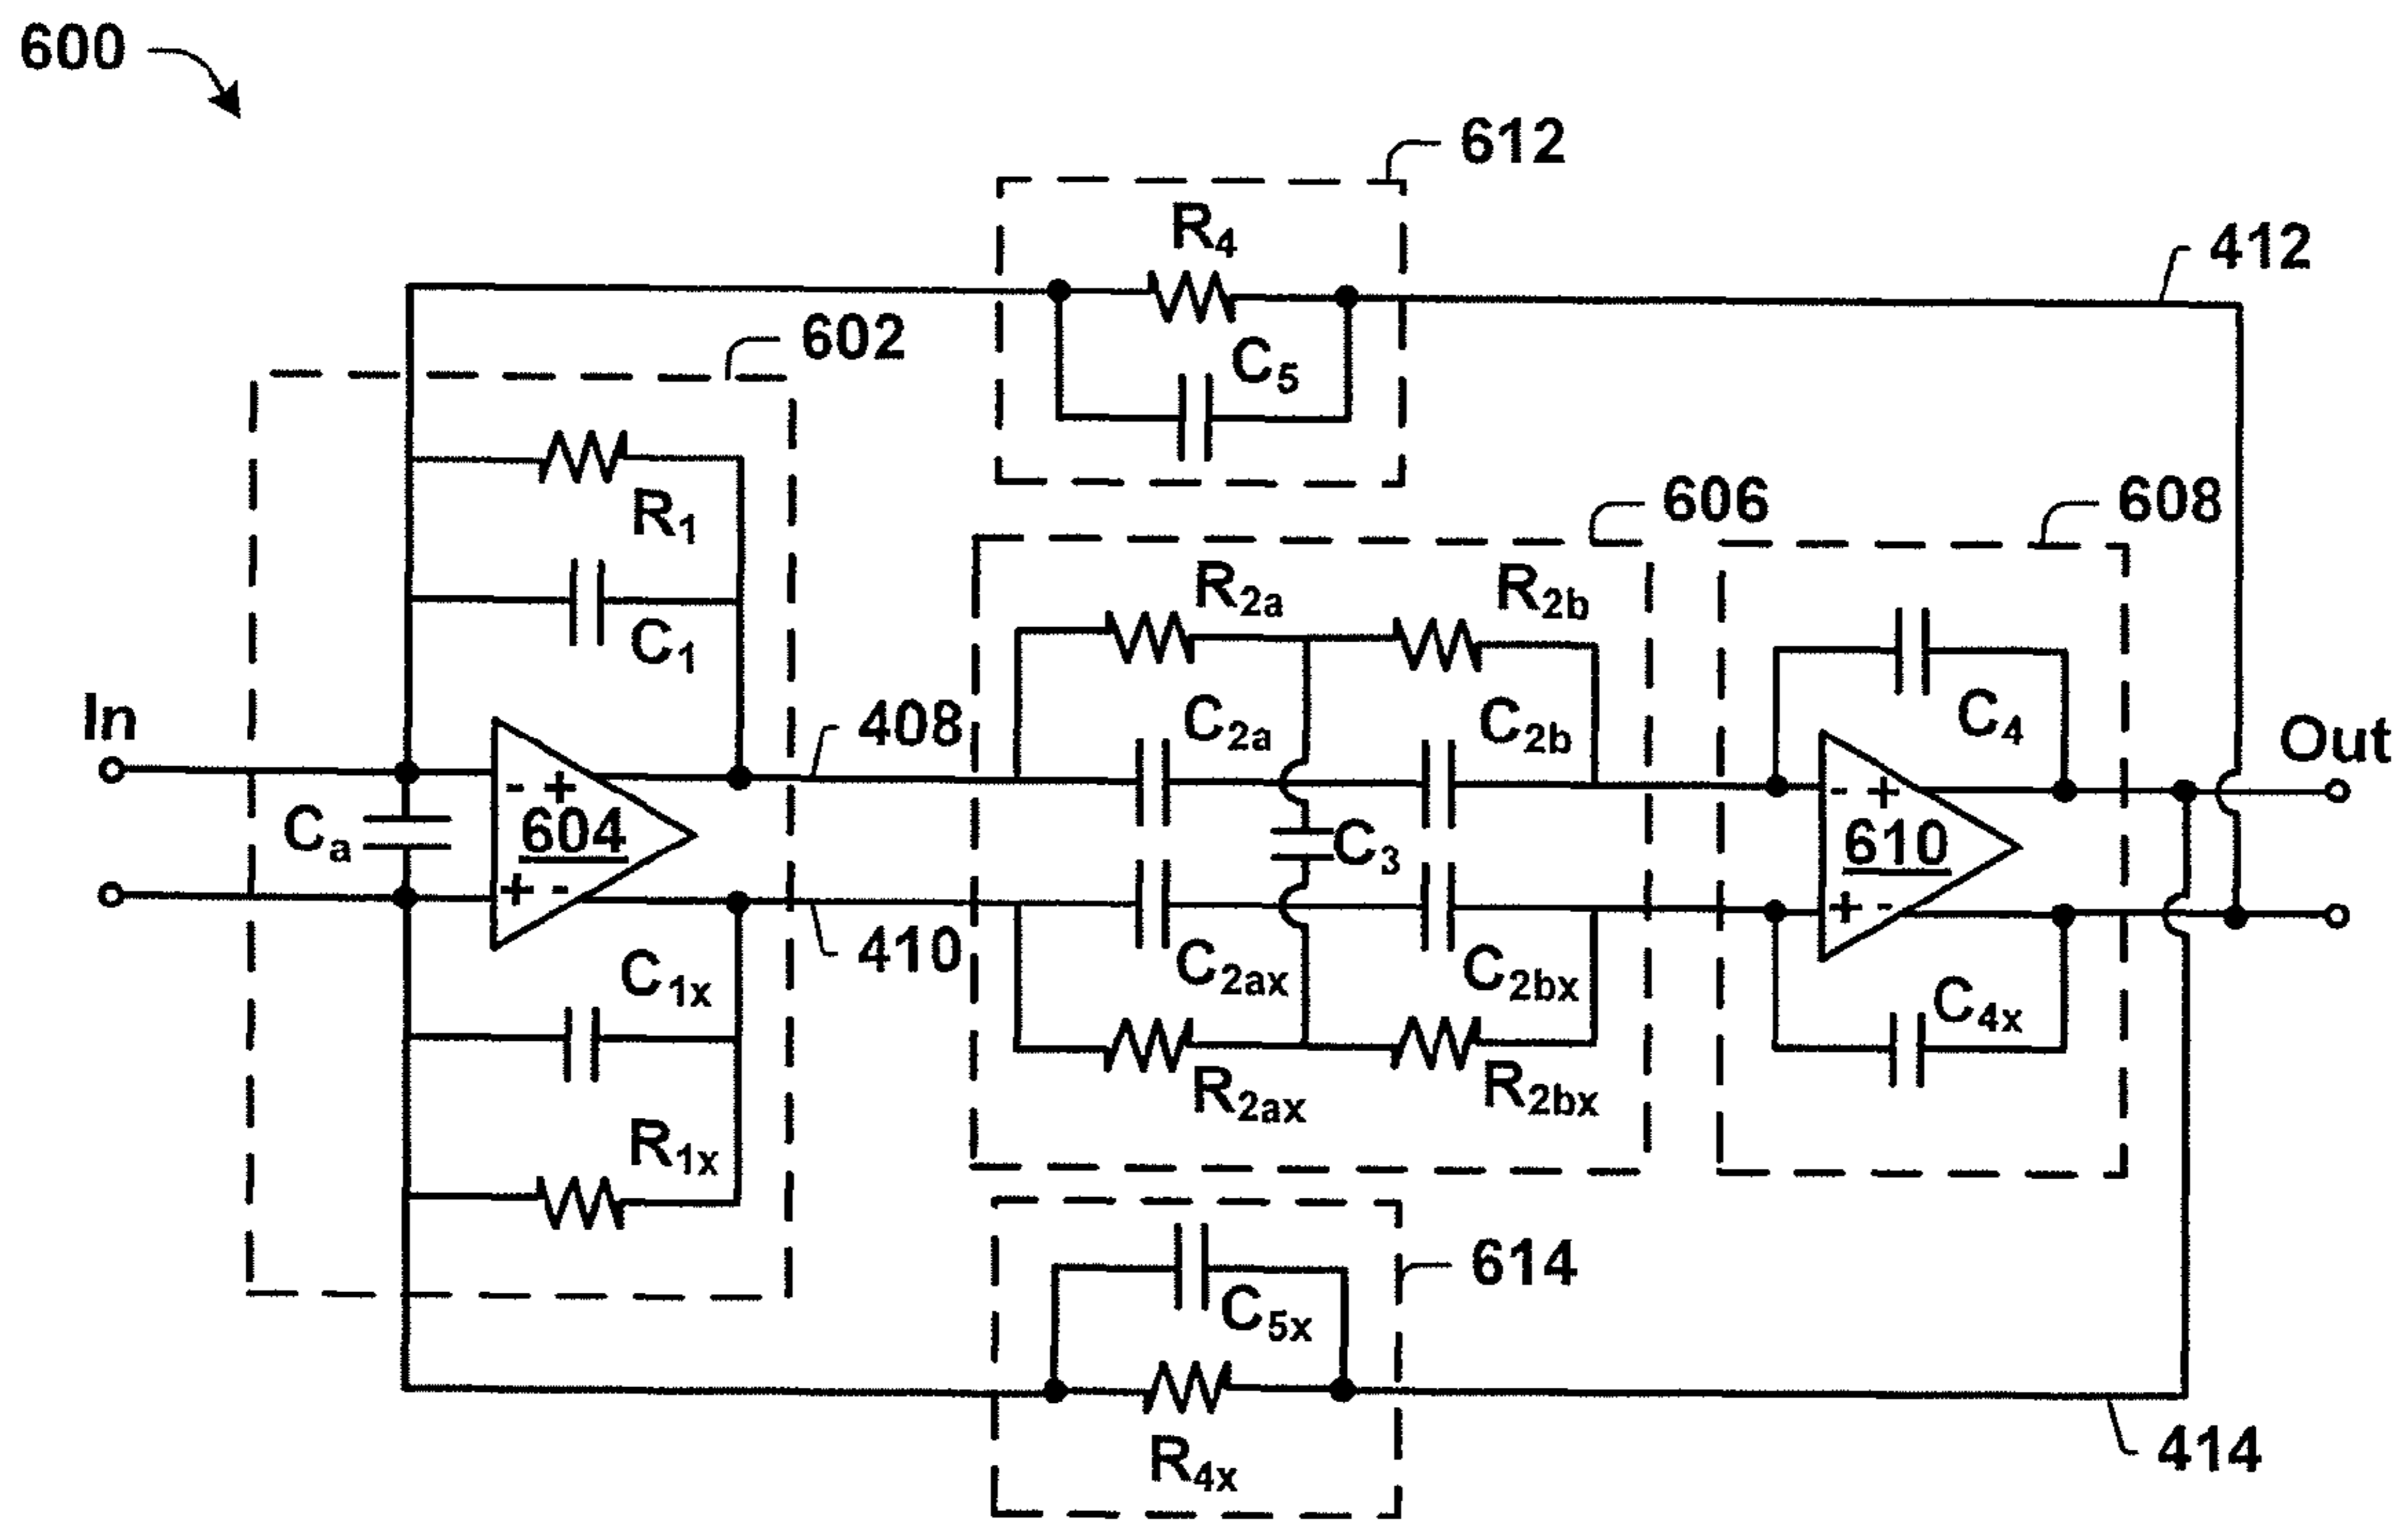 600
612
R4
412
602
C5
R1
606
608
R2a
R2b
C1
In
408
C2a
C2b
C4
Out
- +
604
+ -
Ca
C3
- +
610
+ -
410
C1x
C2ax
C2bx
C4x
R1x
R2ax
R2bx
614
C5x
R4x
414